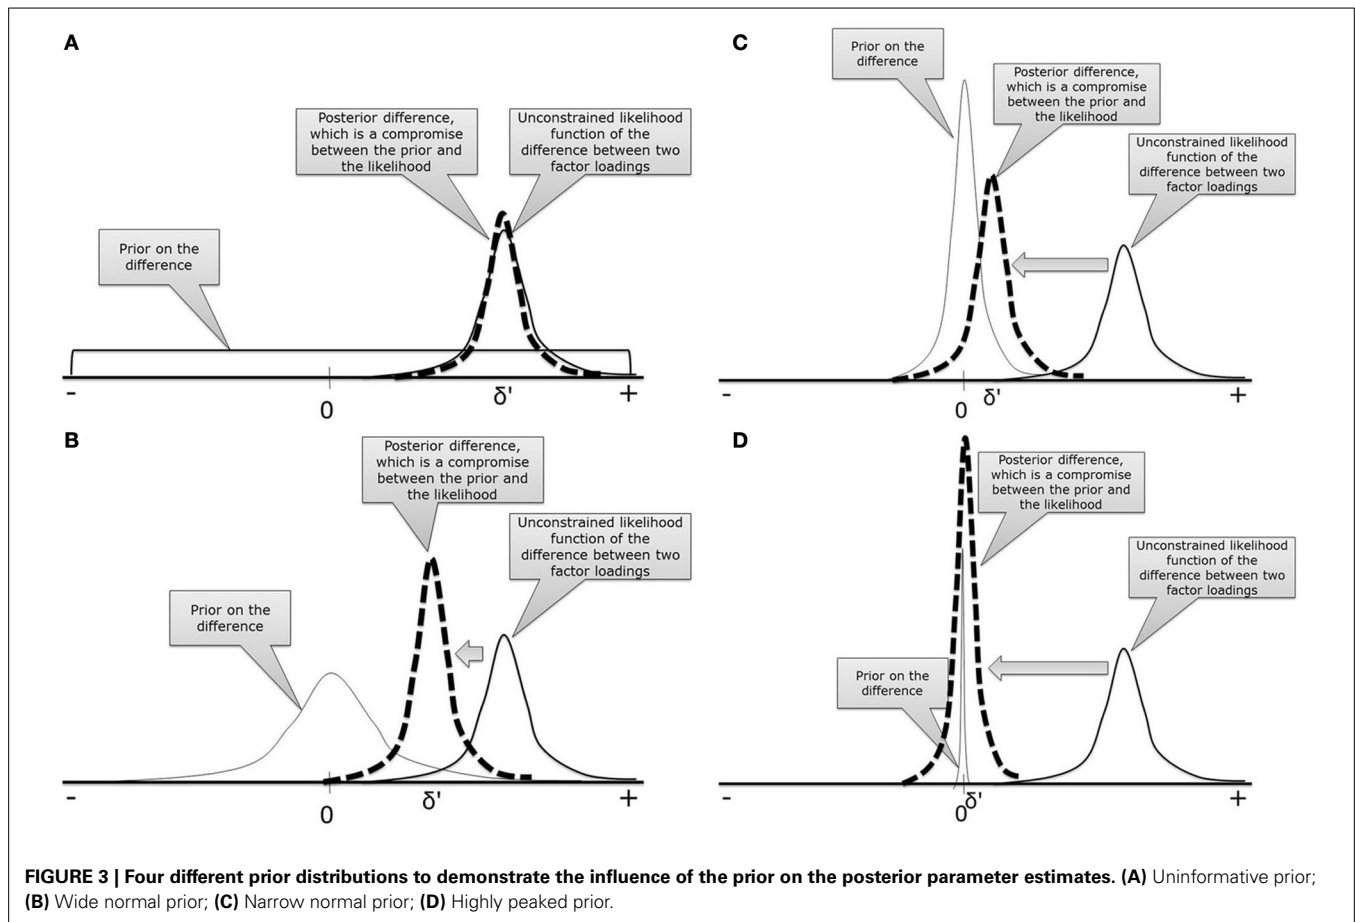 A
Posterior difference,
which is a compromise
between the prior and
the likelihood
Unconstrained likelihood
function of the
difference between two
factor loadings
Prior on the
difference
-
0
δ'
+
C
Prior on the
difference
Posterior difference,
which is a compromise
between the prior and
the likelihood
Unconstrained likelihood
function of the
difference between two
factor loadings
-
0
δ'
+
B
Posterior difference,
which is a compromise
between the prior and
the likelihood
Unconstrained likelihood
function of the
difference between two
factor loadings
Prior on the
difference
-
0
δ'
+
D
Posterior difference,
which is a compromise
between the prior and
the likelihood
Unconstrained likelihood
function of the
difference between two
factor loadings
Prior on the
difference
-
0
δ'
+
FIGURE 3 | Four different prior distributions to demonstrate the influence of the prior on the posterior parameter estimates. (A) Uninformative prior;
(B) Wide normal prior; (C) Narrow normal prior; (D) Highly peaked prior.